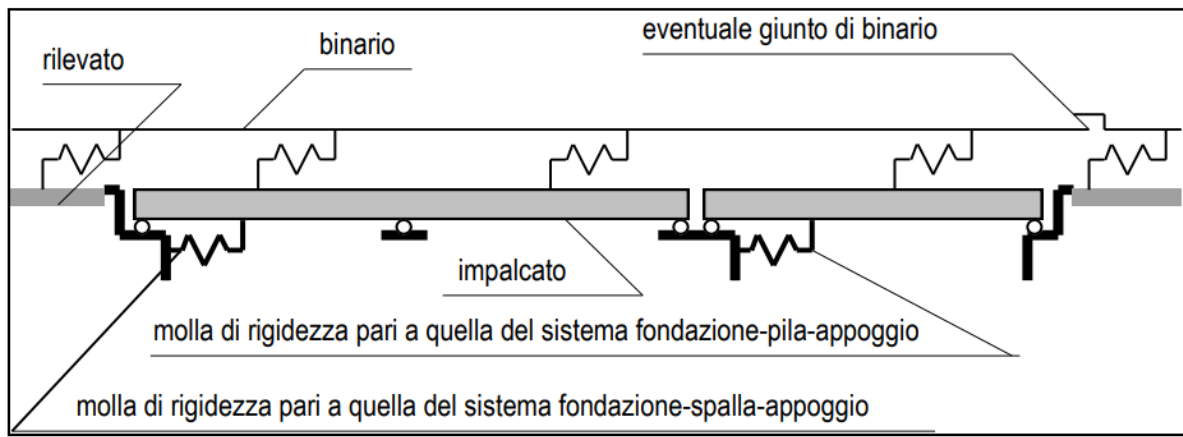 eventuale giunto di binario
binario
rilevato
impalcato
molla di rigidezza pari a quella del sistema fondazione-pila-appoggio
molla di rigidezza pari a quella del sistema fondazione-spalla-appoggio